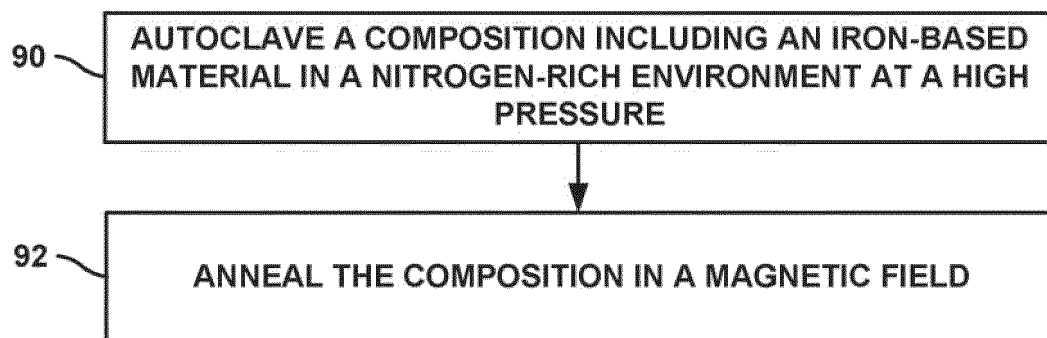 90
AUTOCLAVE A COMPOSITION INCLUDING AN IRON-BASED
MATERIAL IN A NITROGEN-RICH ENVIRONMENT AT A HIGH
PRESSURE
92
ANNEAL THE COMPOSITION IN A MAGNETIC FIELD